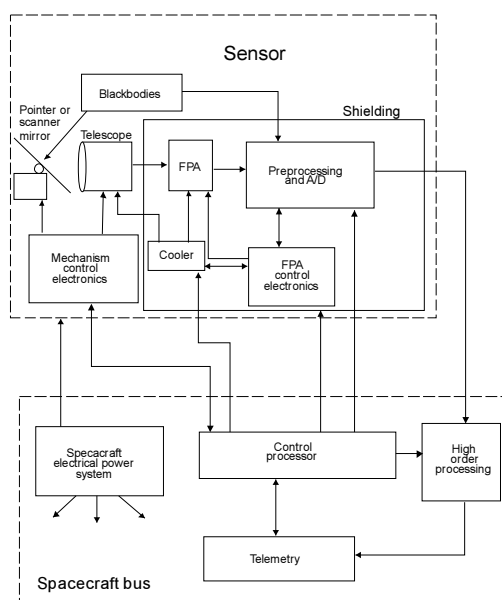 Sensor
Blackbodies
Pointer or
scanner
mirror
Shielding
Telescope
FPA
Preprocessing
and A/D
Cooler
Mechanism
control
electronics
FPA
control
electronics
Specacraft
electrical power
system
Control
processor
High
order
processing
Telemetry
Spacecraft bus